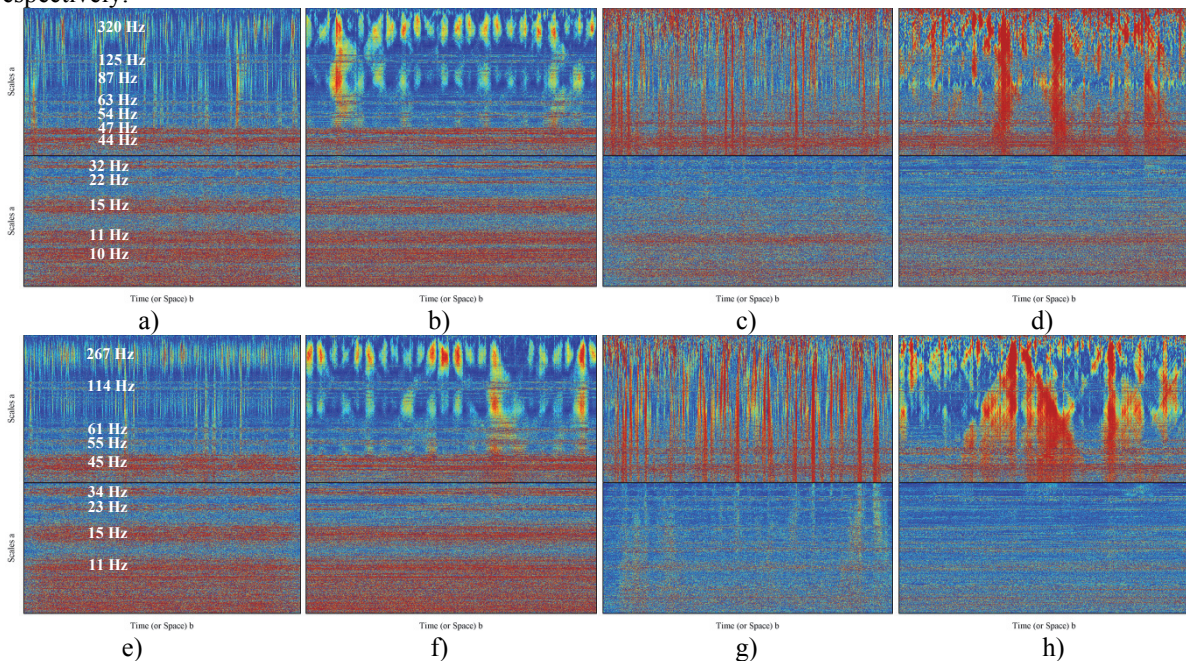 respectively.
320 Hz
125 Hz
87 Hz
63 Hz
54 Hz
47 Hz
44 Hz
Scales a
32 Hz
22 Hz
15 Hz
11 Hz
10 Hz
Scales a
Time (or Space) b
Time (or Space) b
Time (or Space) b
Time (or Space) b
a)
b)
c)
d)
267 Hz
114 Hz
61 Hz
55 Hz
45 Hz
Scales a
34 Hz
23 Hz
15 Hz
11 Hz
Scales a
Time (or Space) b
Time (or Space) b
Time (or Space) b
Time (or Space) b
e)
f)
g)
h)